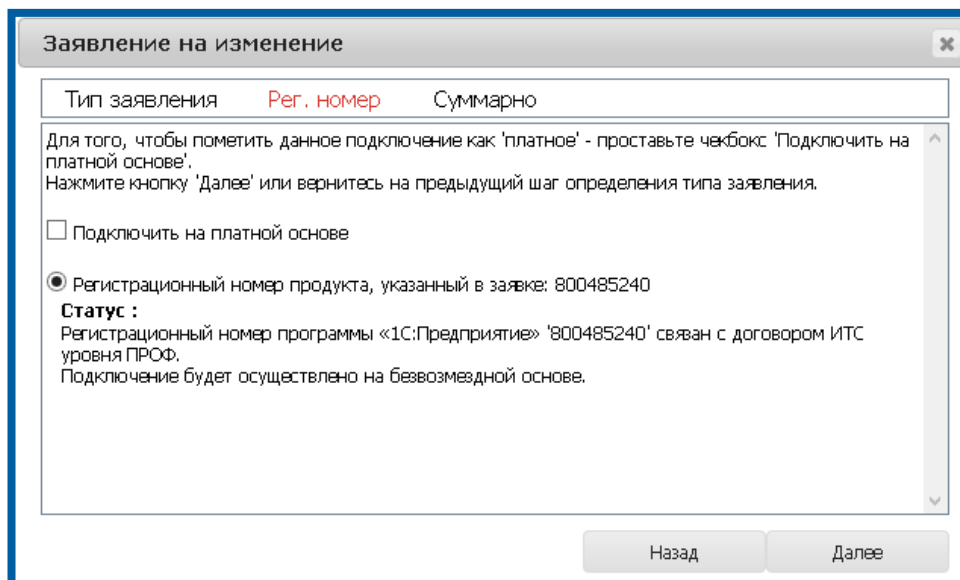 Заявление на изменение
Тип заявления Рег. номер Суммарно
Для того, чтобы пометить данное подключение как 'платное' - проставьте чекбокс 'Подключить на
платной основе'.
Нажмите кнопку 'Далее' или вернитесь на предыдущий шаг определения типа заявления.
Подключить на платной основе
Регистрационный номер продукта, указанный в заявке: 800485240
Статус :
Регистрационный номер программы «1С:Предприятие» '800485240' связан с договором ИТС
уровня ПРОФ.
Подключение будет осуществлено на безвозмездной основе.
Назад Далее